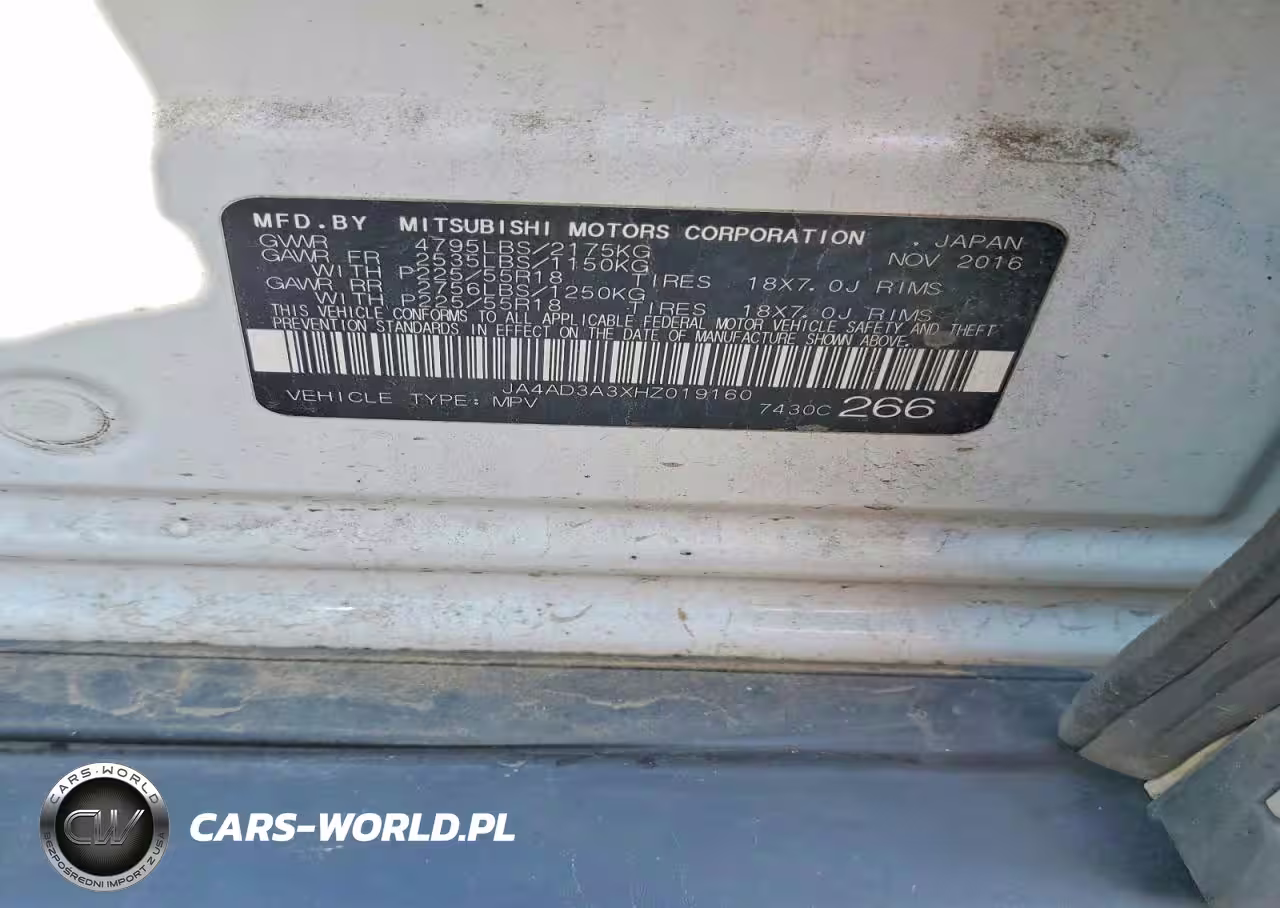 MFD.BY MITSUBISHI MOTORS CORPORATION . JAPAN
GVWR 4795LBS/2175KG NOV 2016
GAWR FR 2535LBS/1150KG
WITH P225/55R18 TIRES 18X7.0J RIMS
GAWR RR 2756LBS/1250KG
WITH P225/55R18 TIRES 18X7.0J RIMS
THIS VEHICLE CONFORMS TO ALL APPLICABLE FEDERAL MOTOR VEHICLE SAFETY AND THEFT
PREVENTION STANDARDS IN EFFECT ON THE DATE OF MANUFACTURE SHOWN ABOVE.
JA4AD3A3XHZ019160
VEHICLE TYPE: MPV 7430C 266
CARS-WORLD
CW
BEZPOŚREDNI IMPORT Z USA
CARS-WORLD.PL